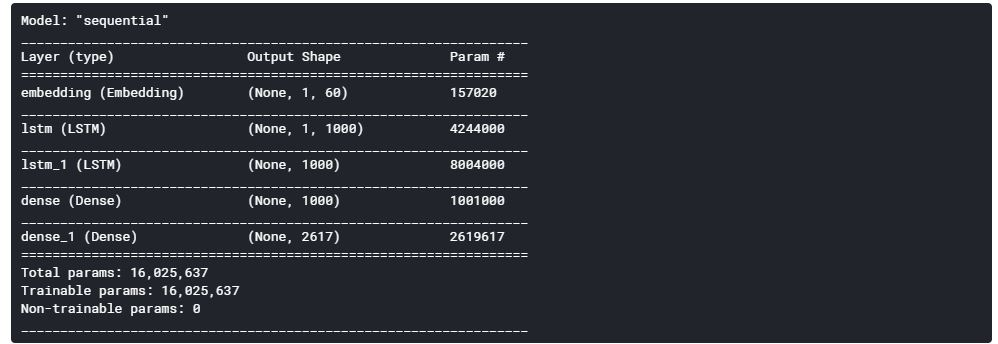 Model: "sequential"
_________________________________________________________________
Layer (type)                 Output Shape              Param #
=================================================================
embedding (Embedding)        (None, 1, 60)             157020
_________________________________________________________________
lstm (LSTM)                  (None, 1, 1000)           4244000
_________________________________________________________________
lstm_1 (LSTM)                (None, 1000)              8004000
_________________________________________________________________
dense (Dense)                (None, 1000)              1001000
_________________________________________________________________
dense_1 (Dense)              (None, 2617)              2619617
=================================================================
Total params: 16,025,637
Trainable params: 16,025,637
Non-trainable params: 0
_________________________________________________________________